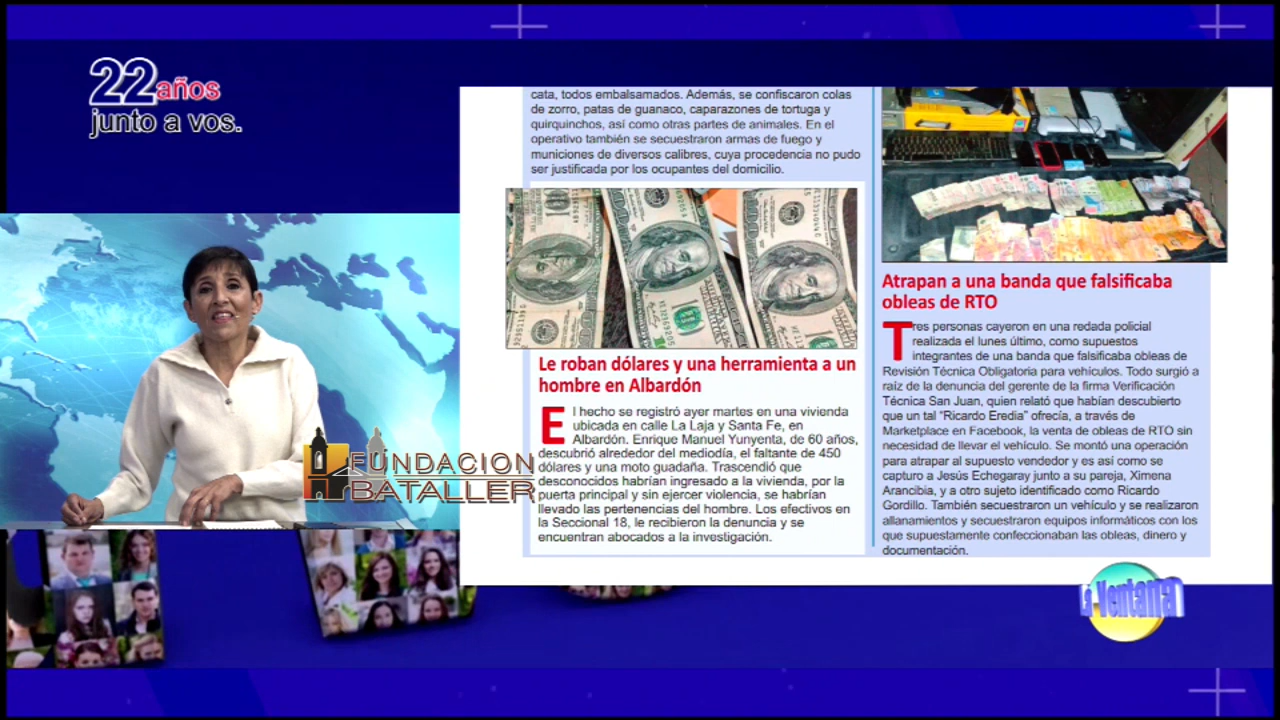 22 años
junto a vos.
cata, todos embalsamados. Además, se confiscaron colas
de zorro, patas de guanaco, caparazones de tortuga y
quirquinchos, así como otras partes de animales. En el
operativo también se secuestraron armas de fuego y
municiones de diversos calibres, cuya procedencia no pudo
ser justificada por los ocupantes del domicilio.
Le roban dólares y una herramienta a un
hombre en Albardón
El hecho se registró ayer martes en una vivienda
ubicada en calle La Laja y Santa Fe, en
Albardón. Enrique Manuel Yunyenta, de 60 años,
descubrió alrededor del mediodía, el faltante de 450
dólares y una moto guadaña. Trascendió que
desconocidos habrían ingresado a la vivienda, por la
puerta principal y sin ejercer violencia, se habrían
llevado las pertenencias del hombre. Los efectivos en
la Seccional 18, le recibieron la denuncia y se
encuentran abocados a la investigación.
Atrapan a una banda que falsificaba
obleas de RTO
Tres personas cayeron en una redada policial
realizada el lunes último, como supuestos
integrantes de una banda que falsificaba obleas de
Revisión Técnica Obligatoria para vehículos. Todo surgió a
raíz de la denuncia del gerente de la firma Verificación
Técnica San Juan, quien relató que habían descubierto
que un tal “Ricardo Eredia” ofrecía, a través de
Marketplace en Facebook, la venta de obleas de RTO sin
necesidad de llevar el vehículo. Se montó una operación
para atrapar al supuesto vendedor y es así como se
capturo a Jesús Echegaray junto a su pareja, Ximena
Arancibia, y a otro sujeto identificado como Ricardo
Gordillo. También secuestraron un vehículo y se realizaron
allanamientos y secuestraron equipos informáticos con los
que supuestamente confeccionaban las obleas, dinero y
documentación.
FUNDACION
BATALLER
La Ventana